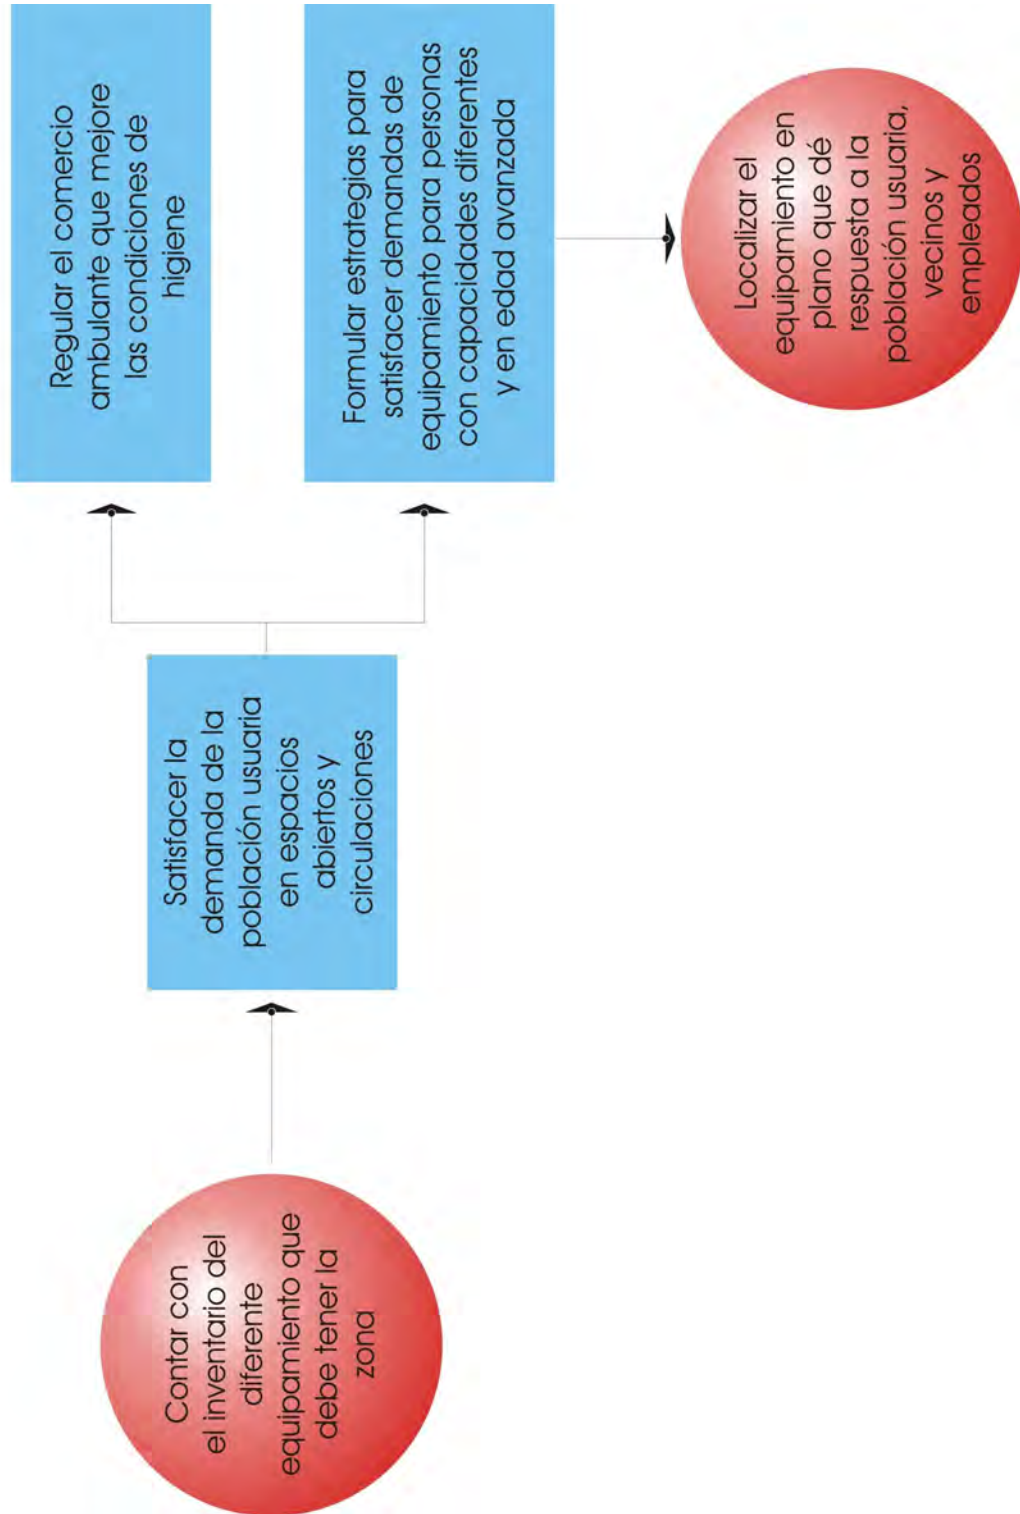 Contar con
el inventario del
diferente
equipamiento que
debe tener la
zona
Satisfacer la
demanda de la
población usuaria
en espacios
abiertos y
circulaciones
Regular el comercio
ambulante que mejore
las condiciones de
higiene
Formular estrategias para
satisfacer demandas de
equipamiento para personas
con capacidades diferentes
y en edad avanzada
Localizar el
equipamiento en
plano que dé
respuesta a la
población usuaria,
vecinos y
empleados